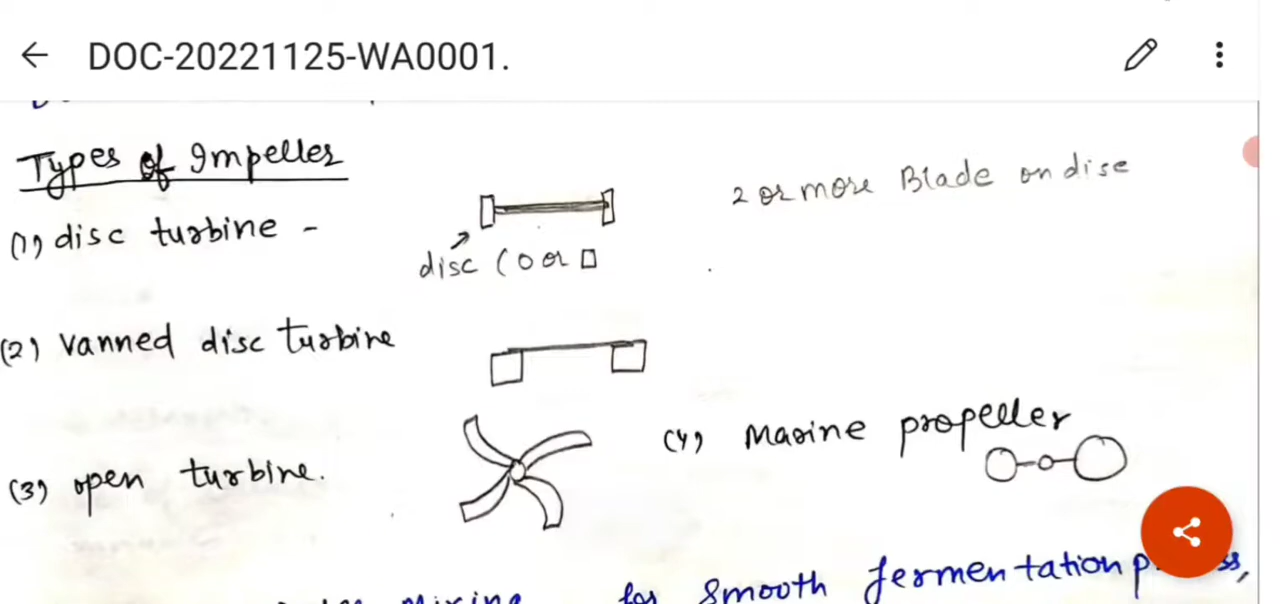 DOC-20221125-WA0001.
Types of Impeller
(1) disc turbine -
2 or more Blade on disc
disc (O or □
(2) vanned disc turbine
(3) open turbine.
(4) Marine propeller
mixing for smooth fermentation